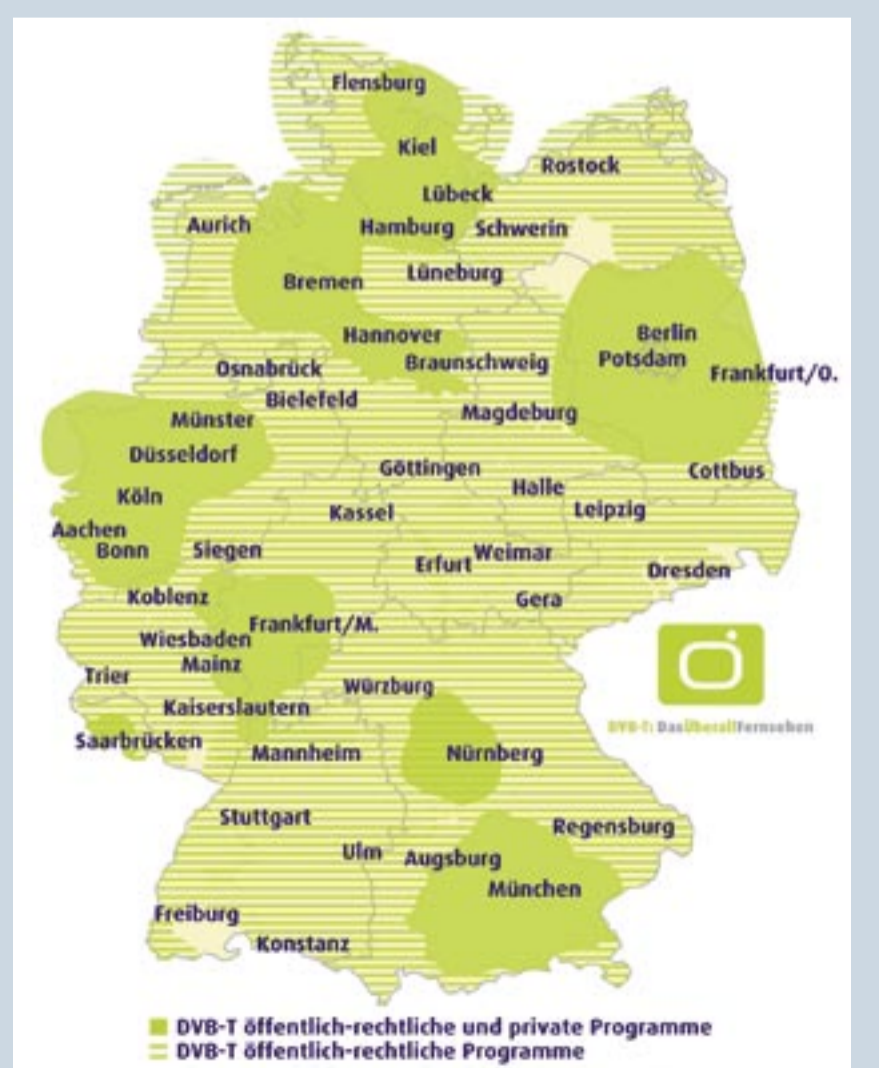 Flensburg
Kiel
Rostock
Lübeck
Aurich
Hamburg
Schwerin
Lüneburg
Bremen
Hannover
Berlin
Potsdam
Braunschweig
Osnabrück
Frankfurt/O.
Bielefeld
Magdeburg
Münster
Düsseldorf
Göttingen
Cottbus
Halle
Köln
Kassel
Leipzig
Aachen
Bonn
Siegen
Erfurt
Weimar
Dresden
Koblenz
Gera
Frankfurt/M.
Wiesbaden
Mainz
Trier
Würzburg
Kaiserslautern
DVB-T: DasÜberallFernsehen
Saarbrücken
Mannheim
Nürnberg
Stuttgart
Regensburg
Ulm
Augsburg
München
Freiburg
Konstanz
DVB-T öffentlich-rechtliche und private Programme
DVB-T öffentlich-rechtliche Programme